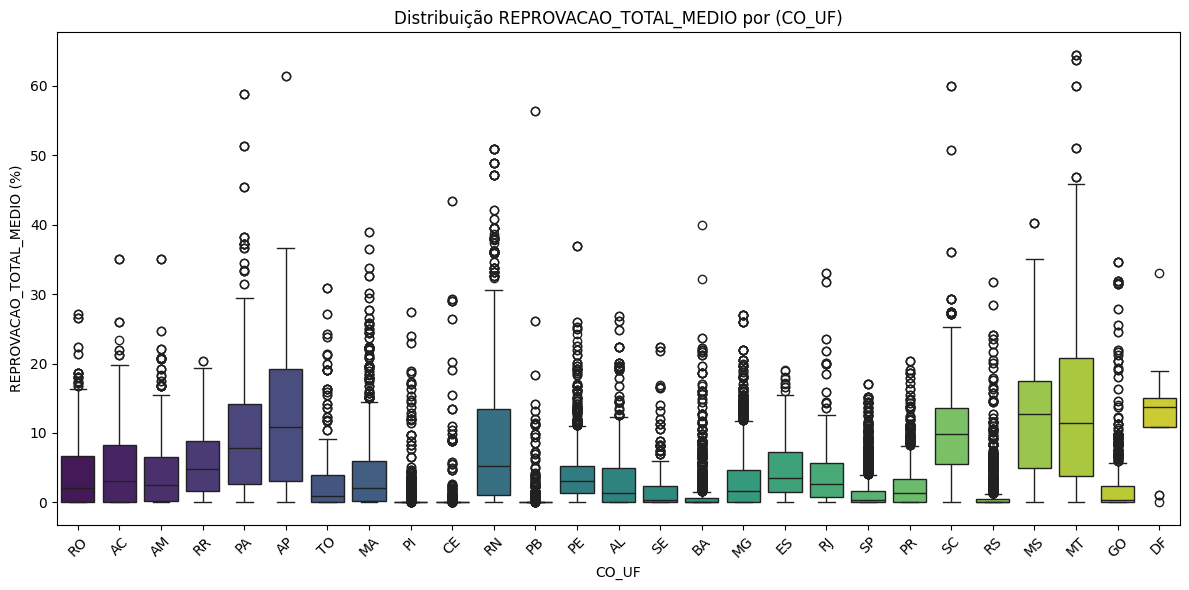 Distribuição REPROVACAO_TOTAL_MEDIO por (CO_UF)
REPROVACAO_TOTAL_MEDIO (%)
60
50
40
30
20
10
0
RO AC AM RR PA AP TO MA PI CE RN PB PE AL SE BA MG ES RJ SP PR SC RS MS MT GO DF
CO_UF